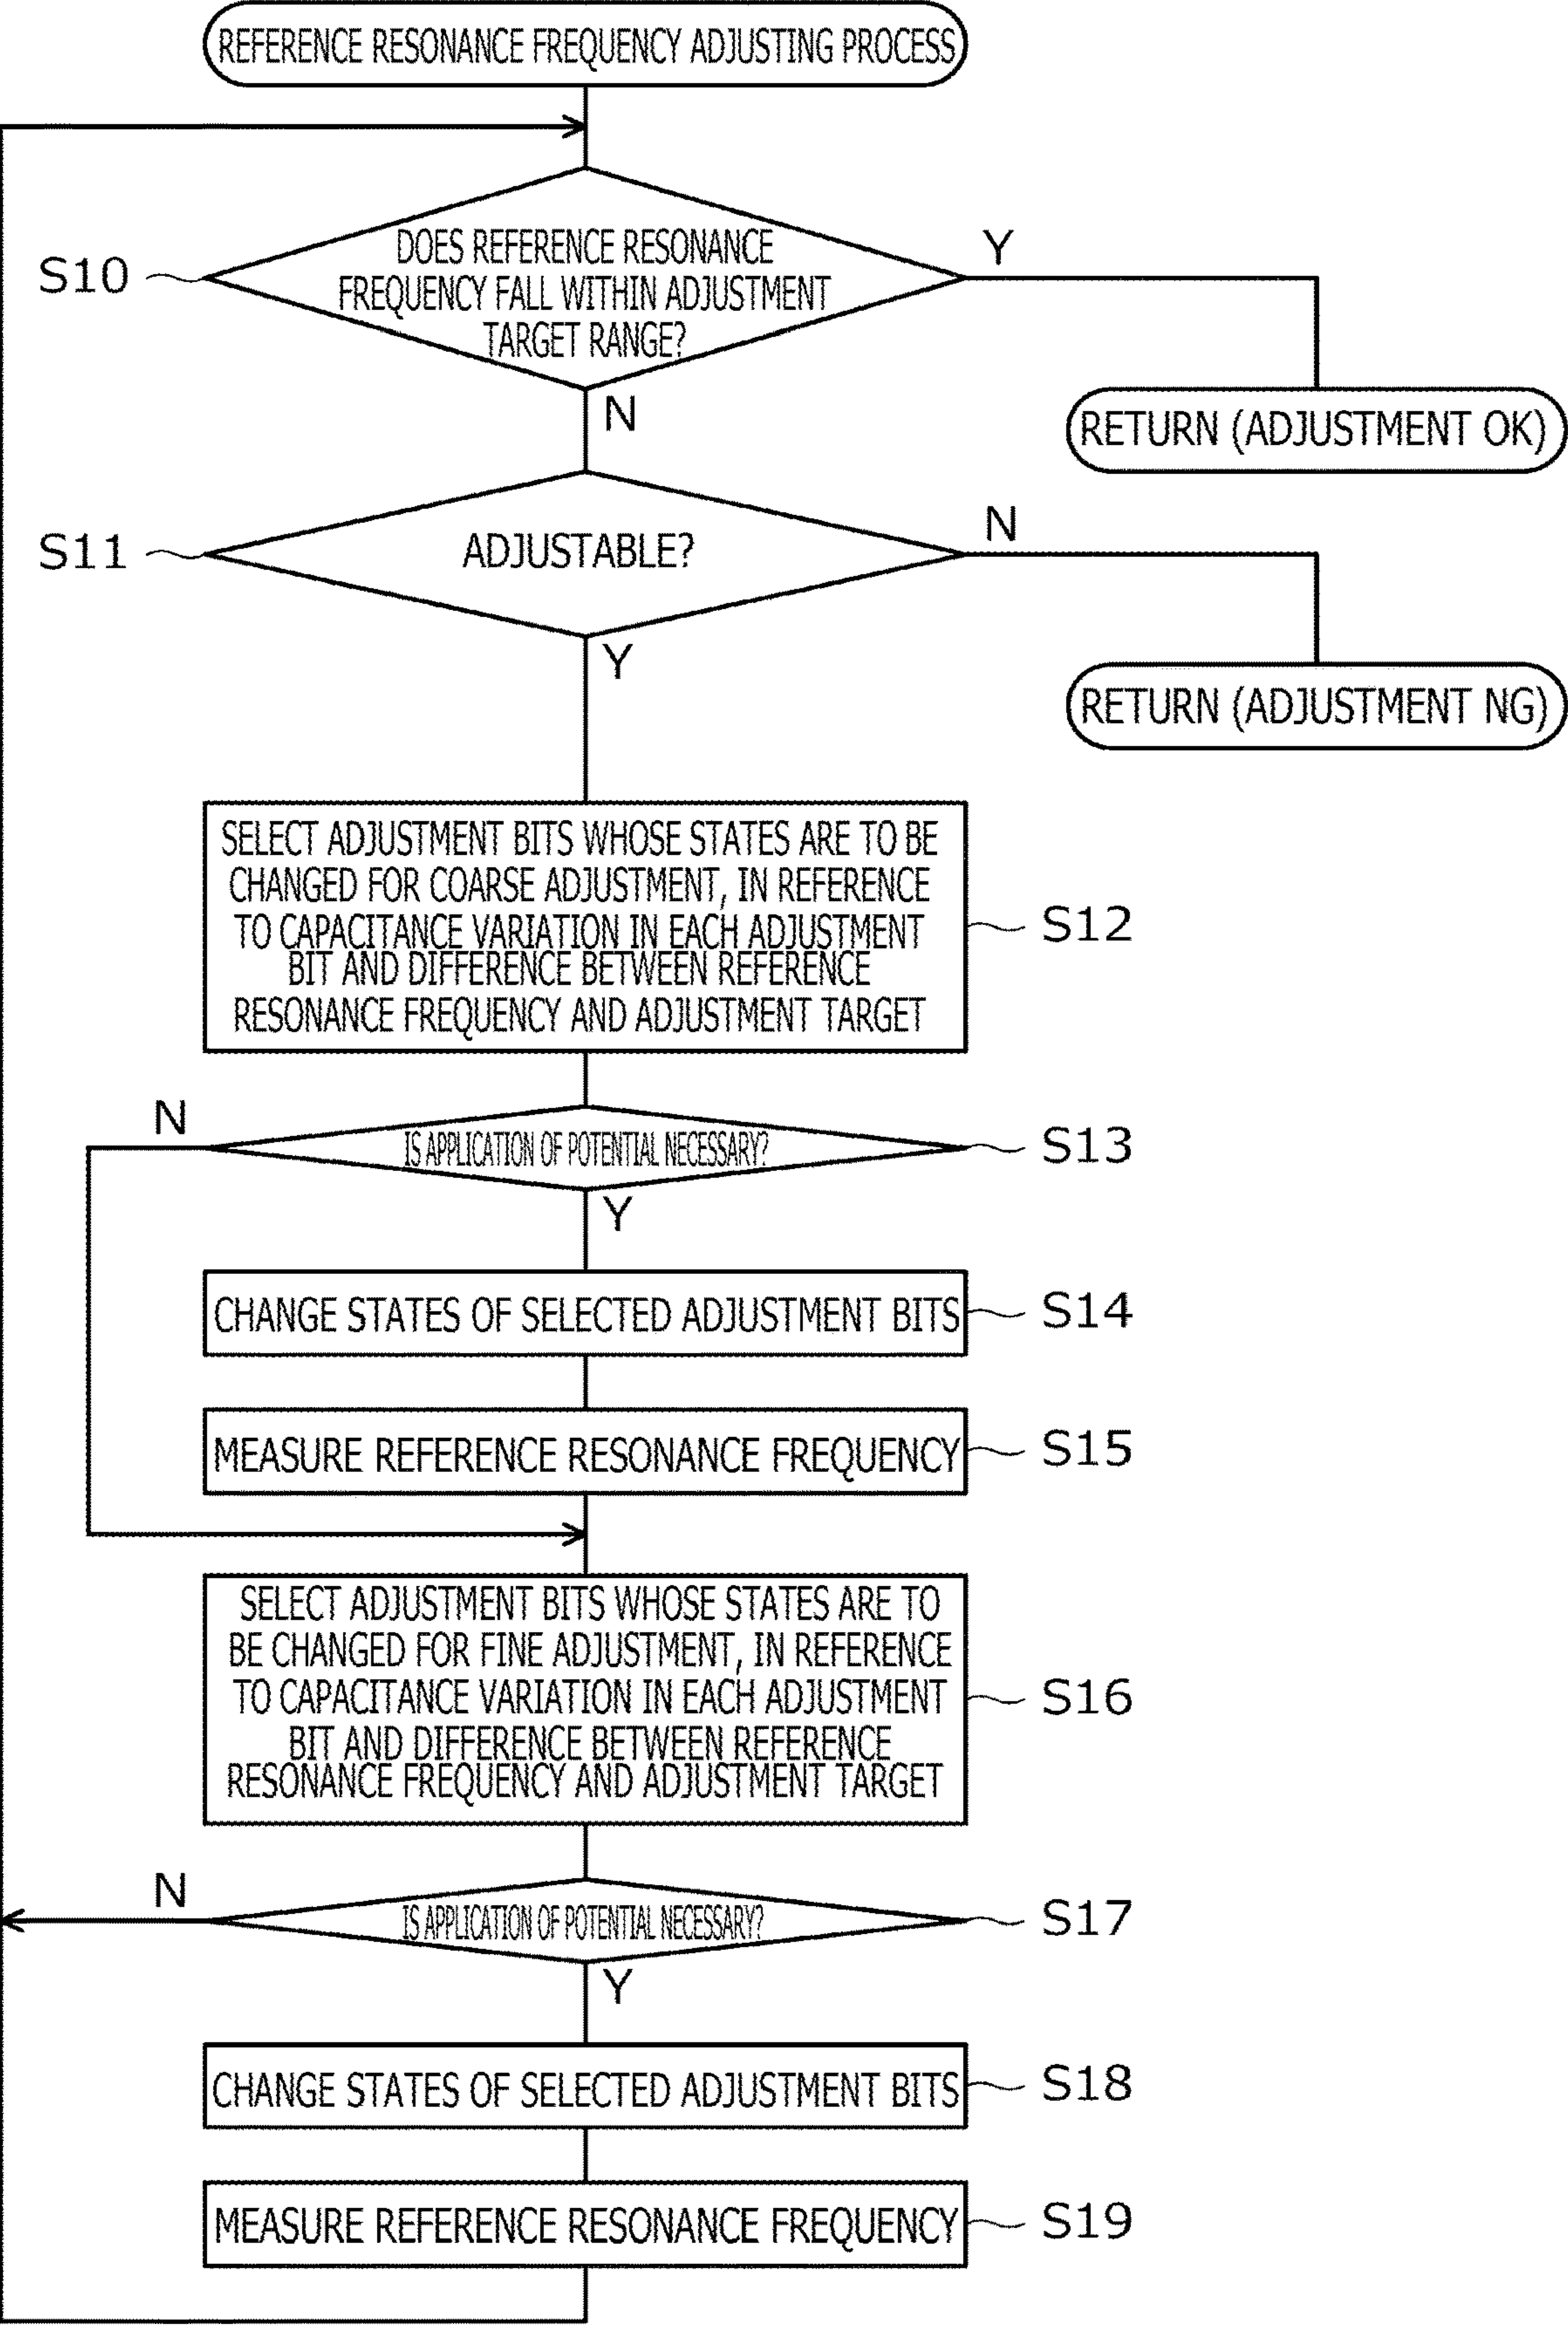 REFERENCE RESONANCE FREQUENCY ADJUSTING PROCESS
S10
DOES REFERENCE RESONANCE
FREQUENCY FALL WITHIN ADJUSTMENT
TARGET RANGE?
Y
N
RETURN (ADJUSTMENT OK)
S11
ADJUSTABLE?
N
Y
RETURN (ADJUSTMENT NG)
SELECT ADJUSTMENT BITS WHOSE STATES ARE TO BE
CHANGED FOR COARSE ADJUSTMENT, IN REFERENCE
TO CAPACITANCE VARIATION IN EACH ADJUSTMENT
BIT AND DIFFERENCE BETWEEN REFERENCE
RESONANCE FREQUENCY AND ADJUSTMENT TARGET
S12
N
IS APPLICATION OF POTENTIAL NECESSARY?
S13
Y
CHANGE STATES OF SELECTED ADJUSTMENT BITS
S14
MEASURE REFERENCE RESONANCE FREQUENCY
S15
SELECT ADJUSTMENT BITS WHOSE STATES ARE TO
BE CHANGED FOR FINE ADJUSTMENT, IN REFERENCE
TO CAPACITANCE VARIATION IN EACH ADJUSTMENT
BIT AND DIFFERENCE BETWEEN REFERENCE
RESONANCE FREQUENCY AND ADJUSTMENT TARGET
S16
N
IS APPLICATION OF POTENTIAL NECESSARY?
S17
Y
CHANGE STATES OF SELECTED ADJUSTMENT BITS
S18
MEASURE REFERENCE RESONANCE FREQUENCY
S19